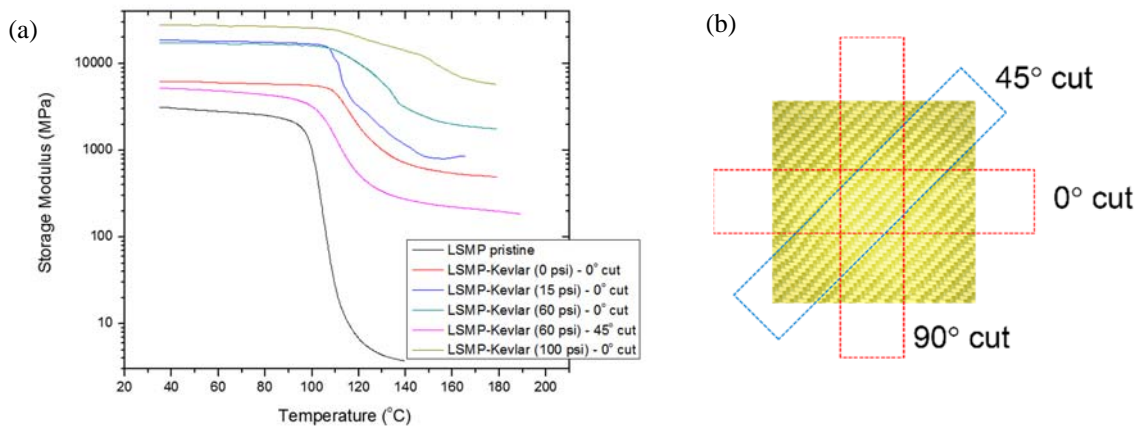 (a)
Storage Modulus (MPa)
10000
1000
100
10
20 40 60 80 100 120 140 160 180 200
Temperature (°C)
LSMP pristine
LSMP-Kevlar (0 psi) - 0° cut
LSMP-Kevlar (15 psi) - 0° cut
LSMP-Kevlar (60 psi) - 0° cut
LSMP-Kevlar (60 psi) - 45° cut
LSMP-Kevlar (100 psi) - 0° cut
(b)
45° cut
0° cut
90° cut